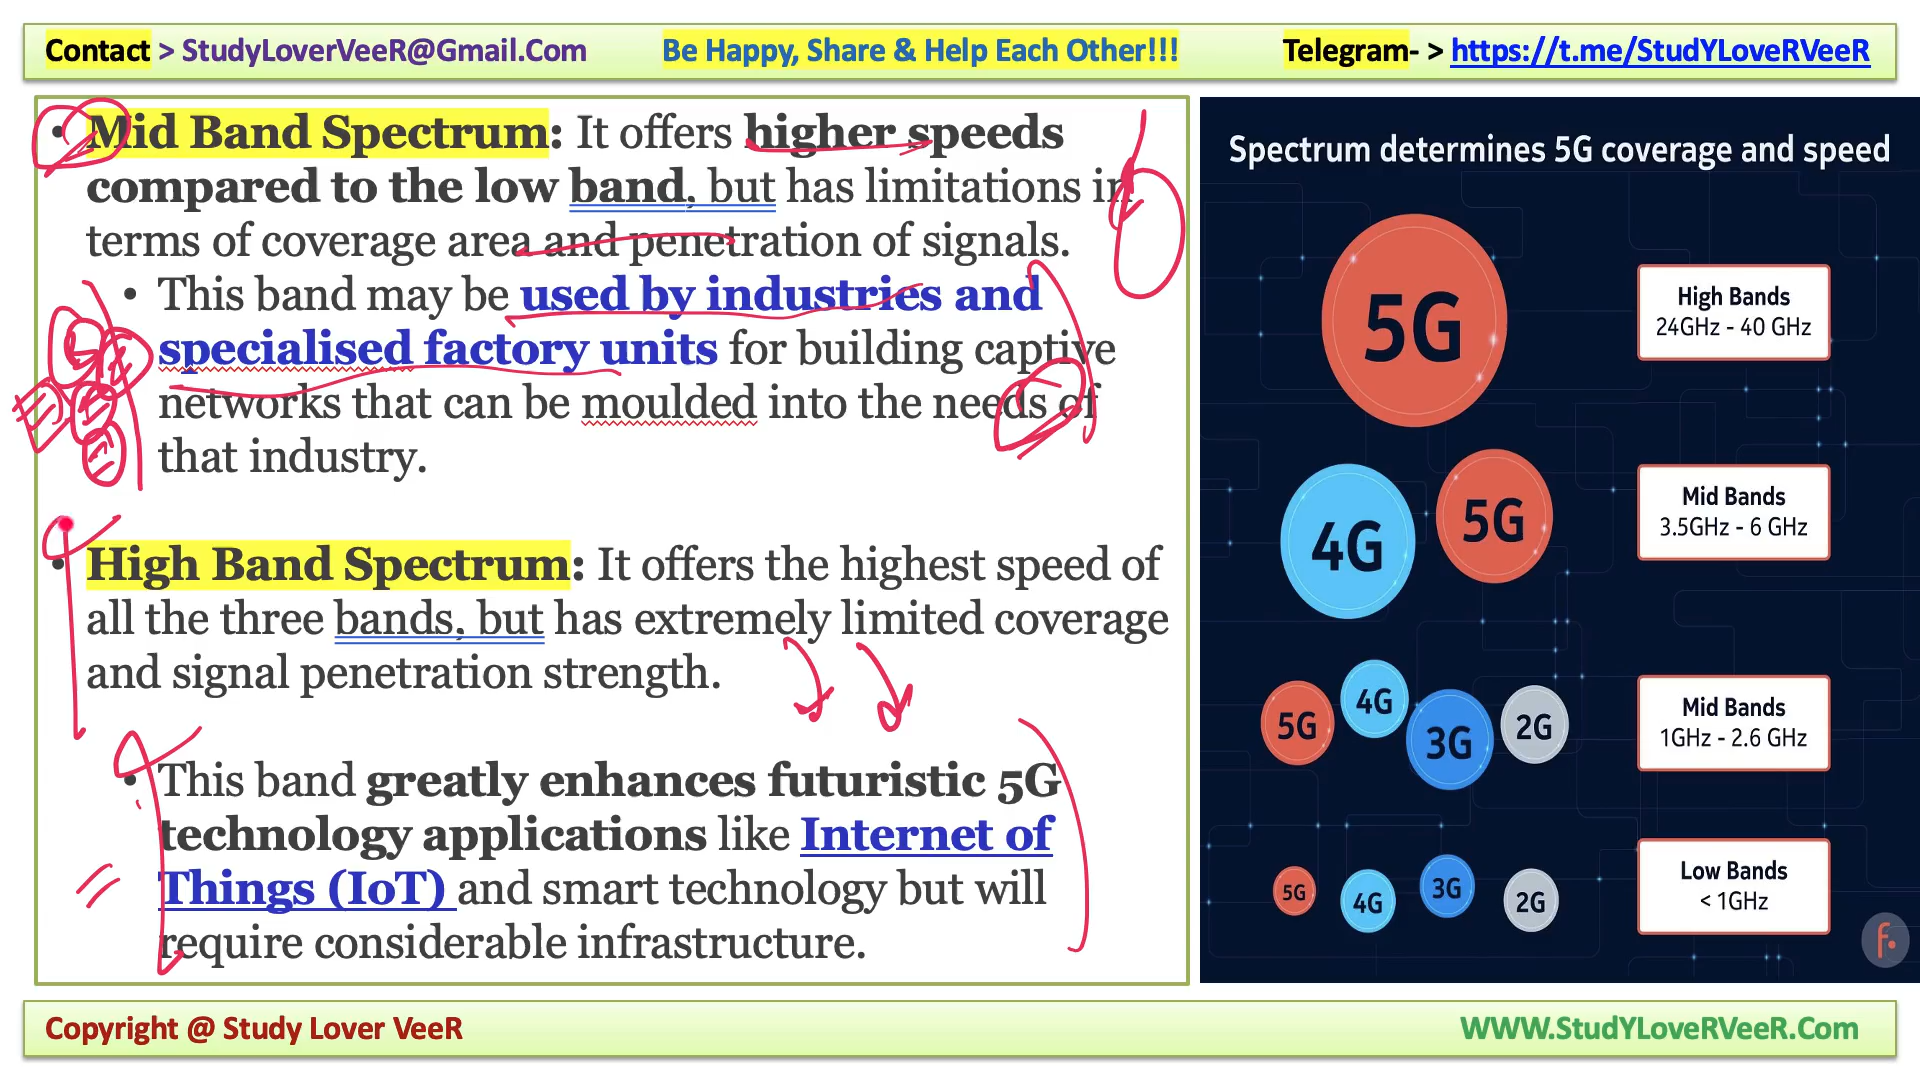 Contact > StudyLoverVeeR@Gmail.Com
Be Happy, Share & Help Each Other!!!
Telegram- > https://t.me/StudYLoveRVeeR
• Mid Band Spectrum: It offers higher speeds
compared to the low band, but has limitations in
terms of coverage area and penetration of signals.
• This band may be used by industries and
specialised factory units for building captive
networks that can be moulded into the needs of
that industry.
• High Band Spectrum: It offers the highest speed of
all the three bands, but has extremely limited coverage
and signal penetration strength.
• This band greatly enhances futuristic 5G
technology applications like Internet of
Things (IoT) and smart technology but will
require considerable infrastructure.
Spectrum determines 5G coverage and speed
5G
High Bands
24GHz - 40 GHz
4G
5G
Mid Bands
3.5GHz - 6 GHz
5G
4G
3G
2G
Mid Bands
1GHz - 2.6 GHz
5G
4G
3G
2G
Low Bands
< 1GHz
f.
Copyright @ Study Lover VeeR
WWW.StudYLoveRVeeR.Com